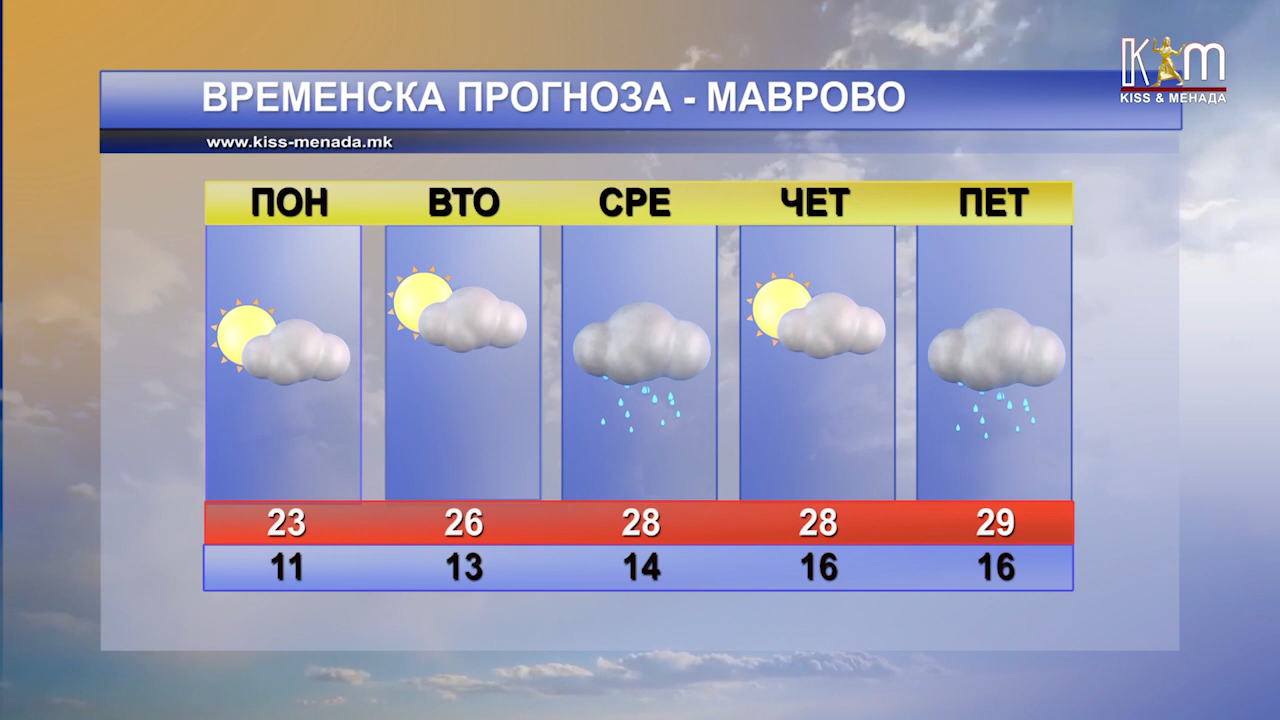 KM
KISS & МЕНАДА
ВРЕМЕНСКА ПРОГНОЗА - МАВРОВО
www.kiss-menada.mk
ПОН ВТО СРЕ ЧЕТ ПЕТ
23 26 28 28 29
11 13 14 16 16